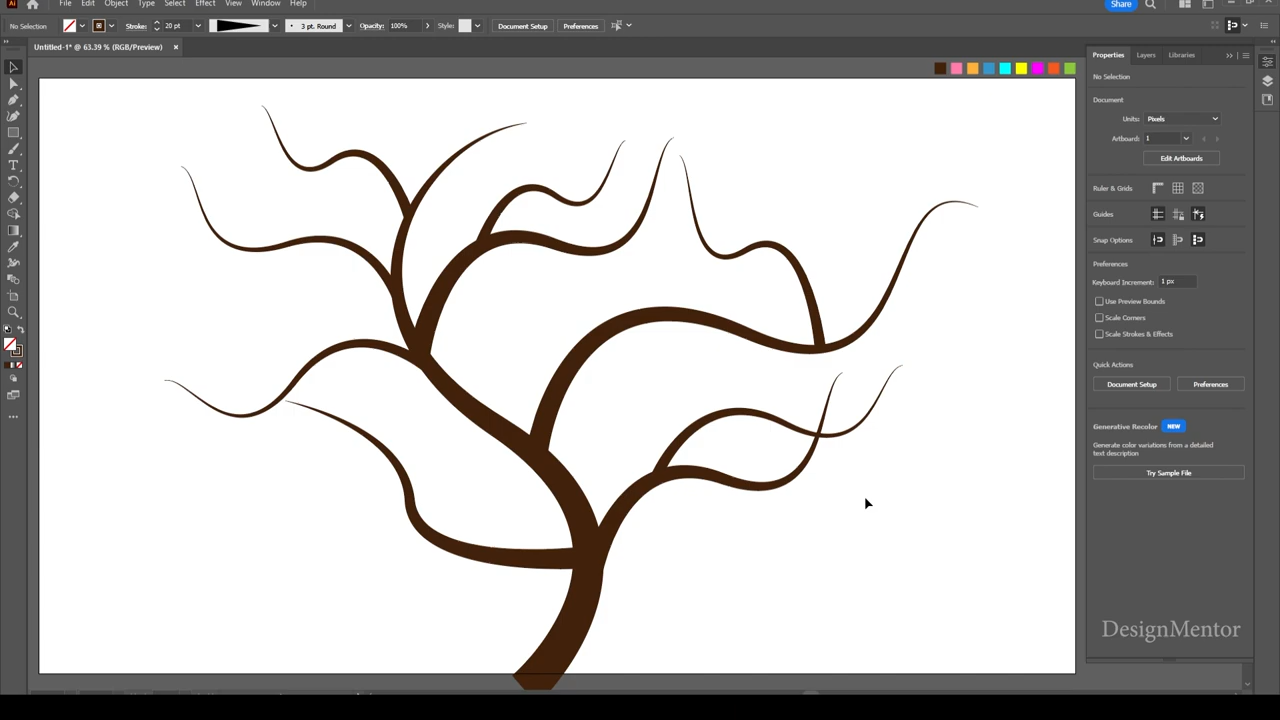 File Edit Object Type Select Effect View Window Help
Share
No Selection Stroke: 20 pt 3 pt. Round Opacity: 100% Style: Document Setup Preferences
Untitled-1* @ 63.39 % (RGB/Preview) ×
Properties Layers Libraries
No Selection
Document
Units: Pixels
Artboard: 1
Edit Artboards
Ruler & Grids
Guides
Snap Options
Preferences
Keyboard Increment: 1 px
Use Preview Bounds
Scale Corners
Scale Strokes & Effects
Quick Actions
Document Setup Preferences
Generative Recolor NEW
Generate color variations from a detailed
text description
Try Sample File
DesignMentor